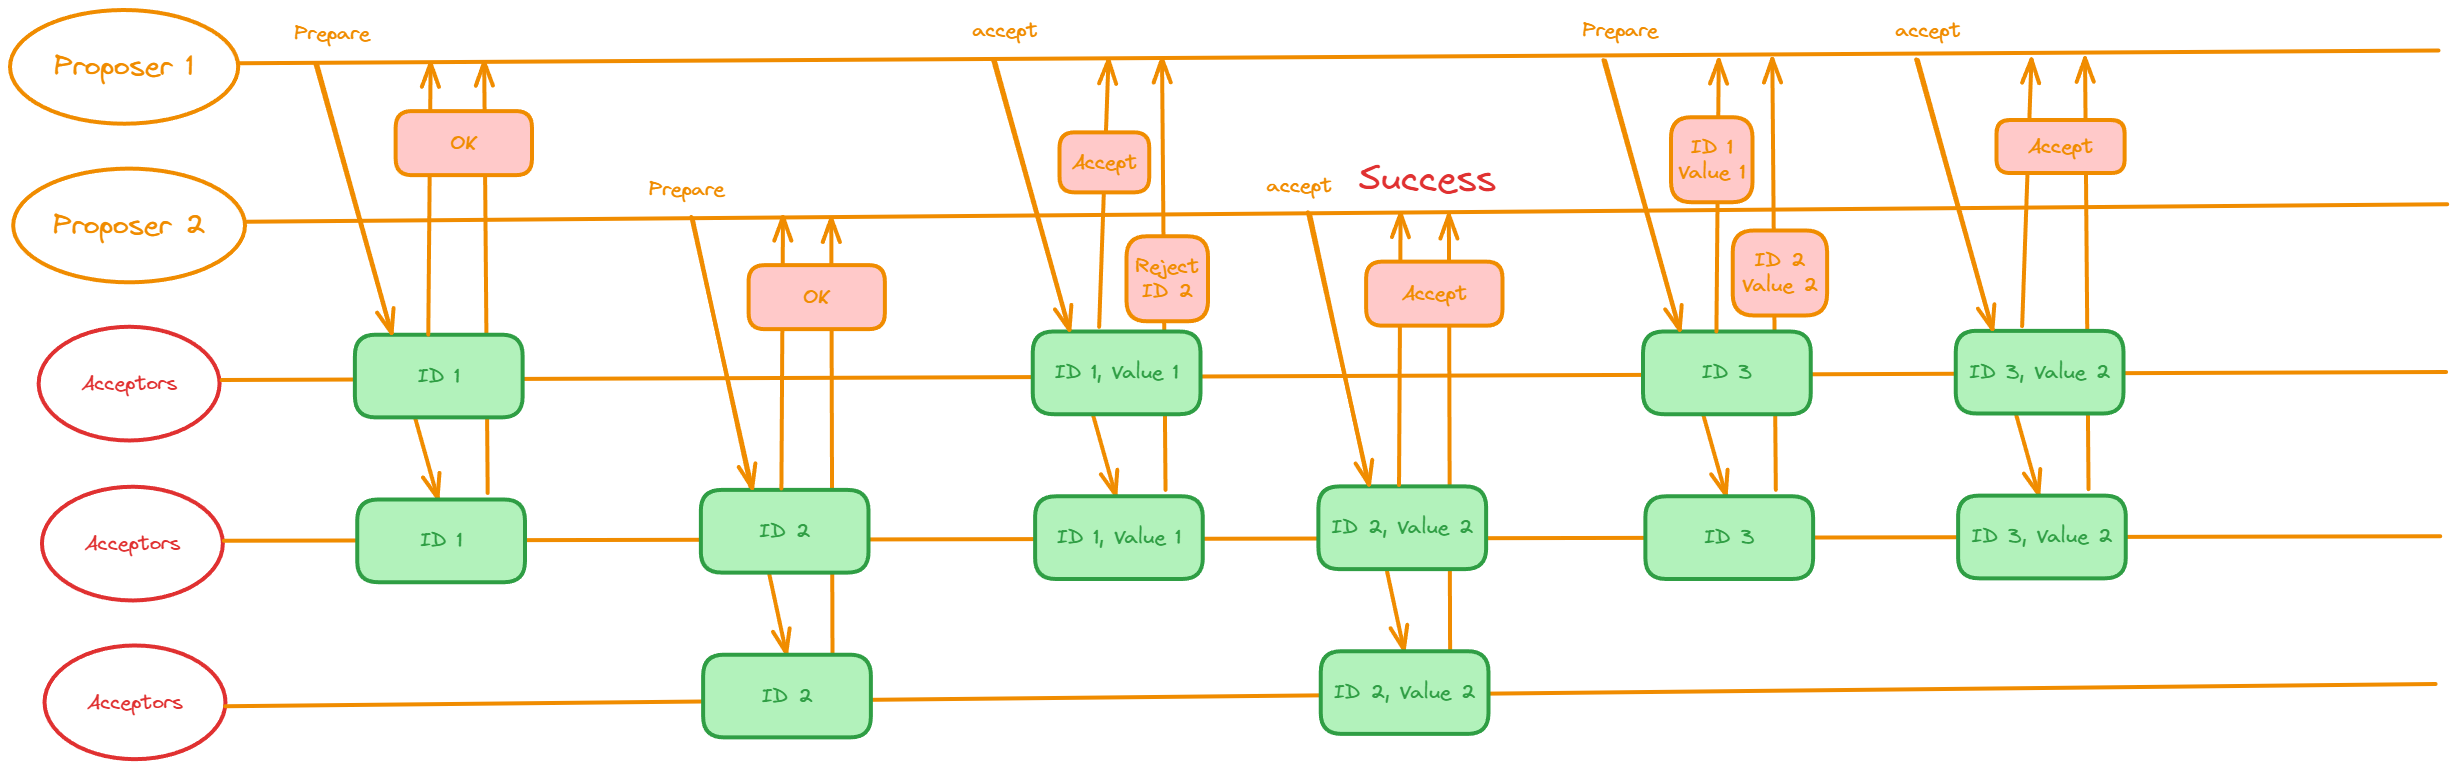 Prepare
accept
Prepare
accept
Proposer 1
OK
Accept
ID 1
Value 1
Accept
Prepare
accept
Success
Proposer 2
OK
Reject
ID 2
Accept
ID 2
Value 2
Acceptors
ID 1
ID 1, Value 1
ID 3
ID 3, Value 2
Acceptors
ID 1
ID 2
ID 1, Value 1
ID 2, Value 2
ID 3
ID 3, Value 2
Acceptors
ID 2
ID 2, Value 2